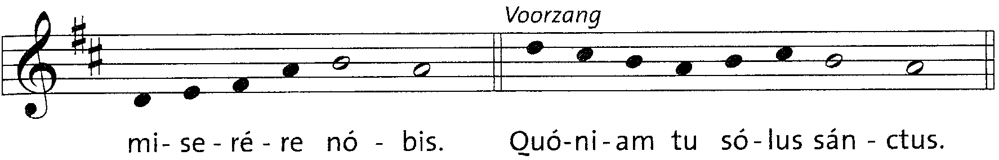 Voorzang
mi- se - ré - re nó - bis. Quó-ni-am tu só-lus sán - ctus.